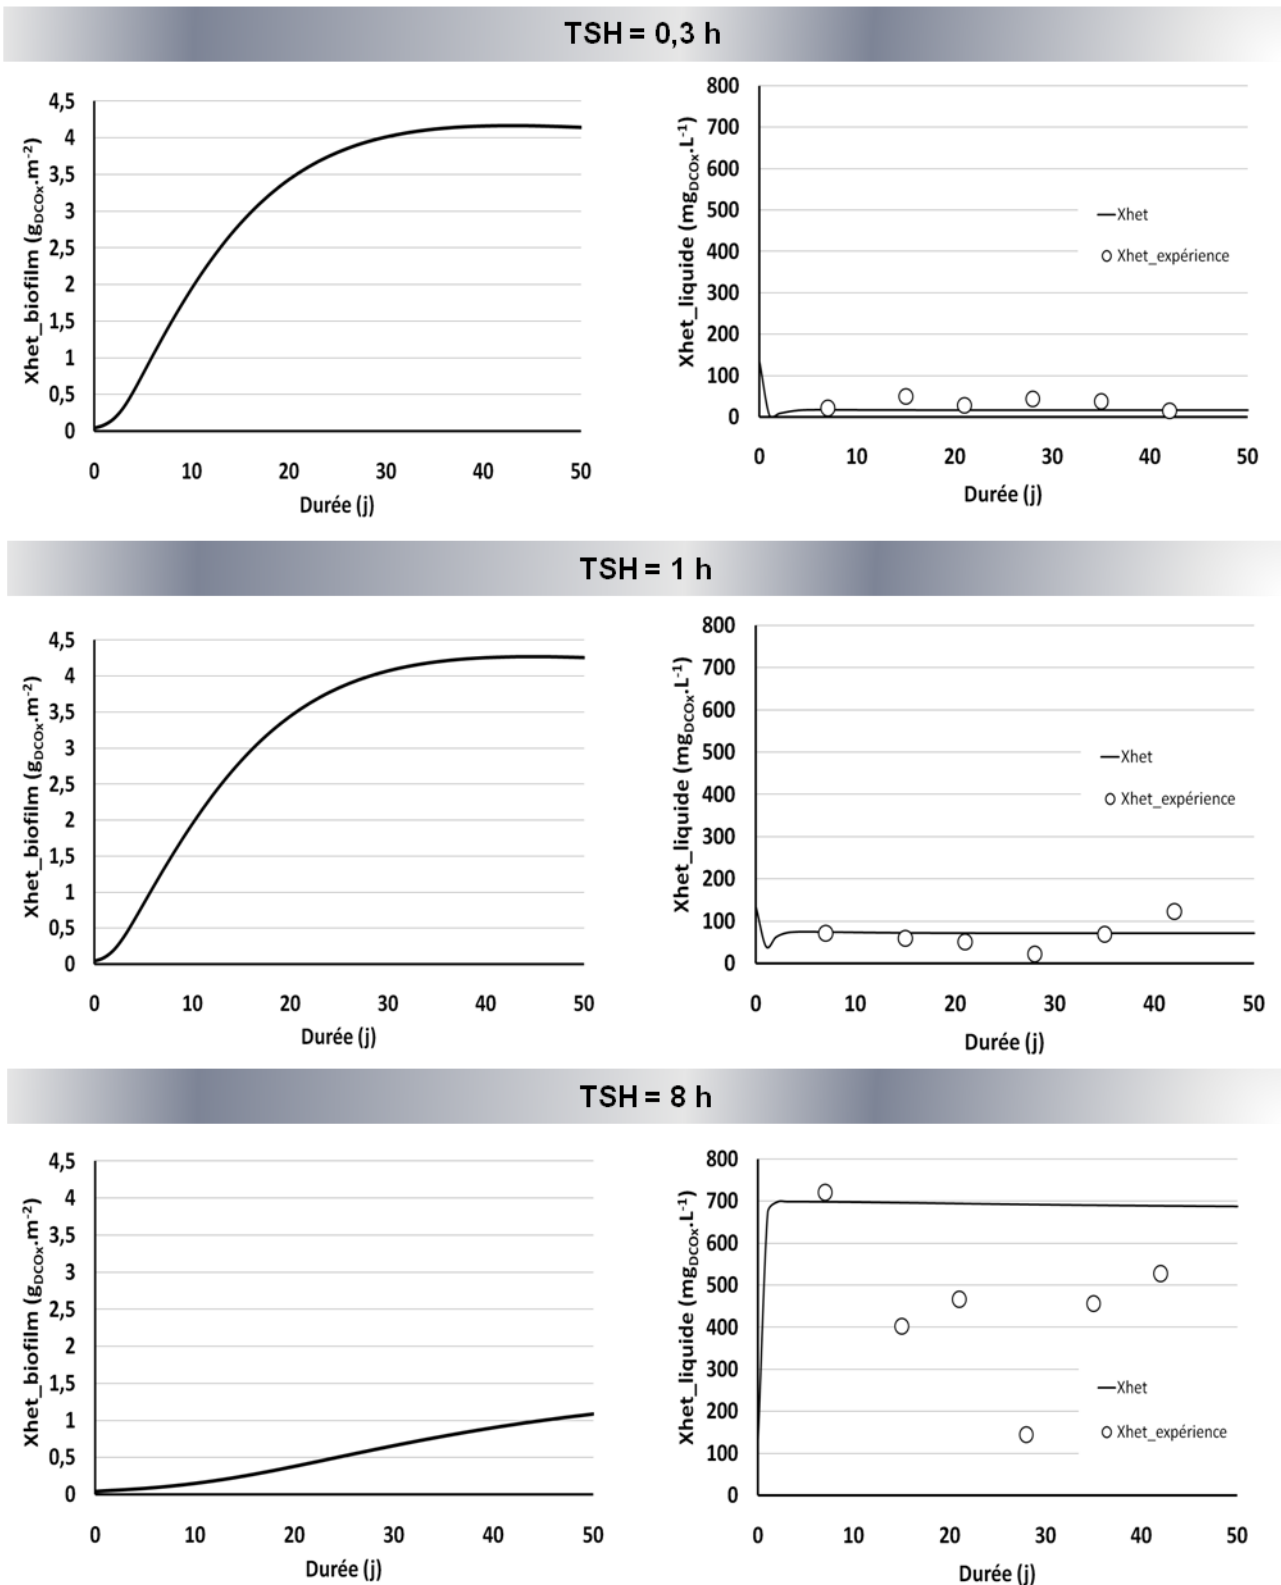 TSH = 0,3 h
Xhet_biofilm (gDCOx.m-2)
4,5
4
3,5
3
2,5
2
1,5
1
0,5
0
0 10 20 30 40 50
Durée (j)
Xhet_liquide (mgDCOx.L-1)
800
700
600
500
400
300
200
100
0
Xhet
Xhet_expérience
0 10 20 30 40 50
Durée (j)
TSH = 1 h
Xhet_biofilm (gDCOx.m-2)
4,5
4
3,5
3
2,5
2
1,5
1
0,5
0
0 10 20 30 40 50
Durée (j)
Xhet_liquide (mgDCOx.L-1)
800
700
600
500
400
300
200
100
0
Xhet
Xhet_expérience
0 10 20 30 40 50
Durée (j)
TSH = 8 h
Xhet_biofilm (gDCOx.m-2)
4,5
4
3,5
3
2,5
2
1,5
1
0,5
0
0 10 20 30 40 50
Durée (j)
Xhet_liquide (mgDCOx.L-1)
800
700
600
500
400
300
200
100
0
Xhet
Xhet_expérience
0 10 20 30 40 50
Durée (j)